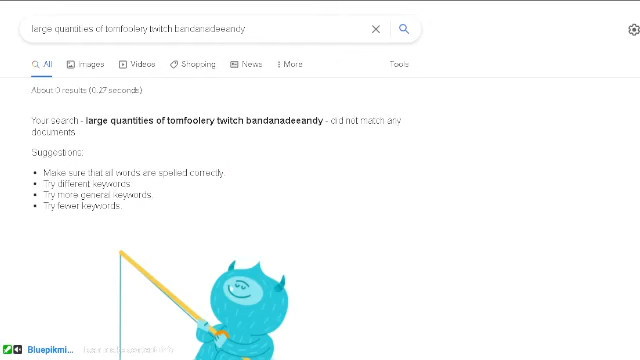 large quantities of tomfoolery twitch bandanadeeandy
All Images Videos Shopping News More Tools
About 0 results (0.27 seconds)
Your search - large quantities of tomfoolery twitch bandanadeeandy - did not match any
documents.
Suggestions:
Make sure that all words are spelled correctly.
Try different keywords.
Try more general keywords.
Try fewer keywords.
Bluepikmi...